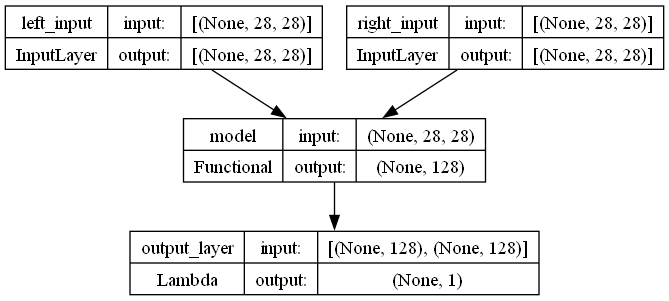 left_input input: [(None, 28, 28)]
InputLayer output: [(None, 28, 28)]
right_input input: [(None, 28, 28)]
InputLayer output: [(None, 28, 28)]
model input: (None, 28, 28)
Functional output: (None, 128)
output_layer input: [(None, 128), (None, 128)]
Lambda output: (None, 1)